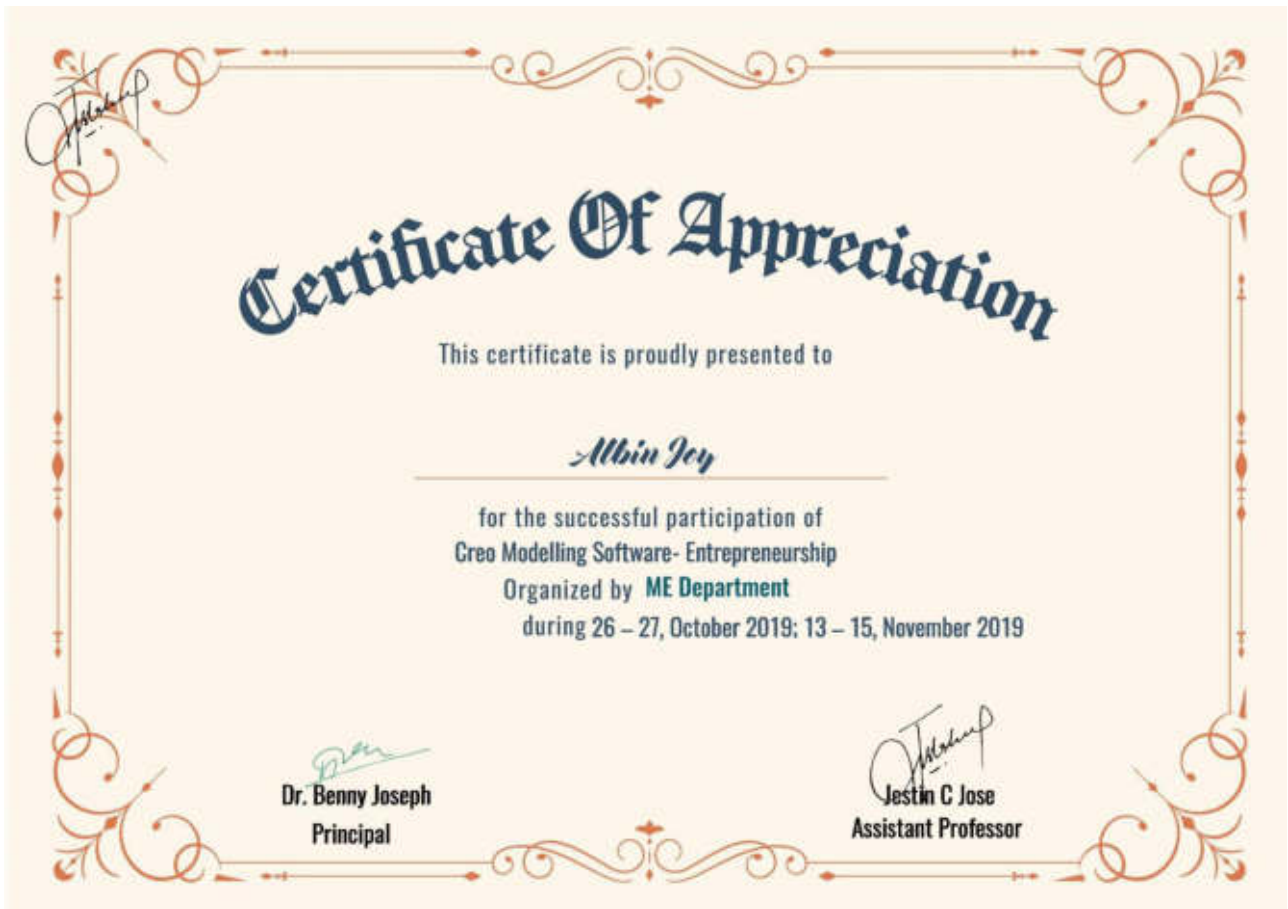 Certificate Of Appreciation
This certificate is proudly presented to
Albin Joy
for the successful participation of
Creo Modelling Software- Entrepreneurship
Organized by ME Department
during 26 – 27, October 2019; 13 – 15, November 2019
Dr. Benny Joseph
Principal
Jestin C Jose
Assistant Professor